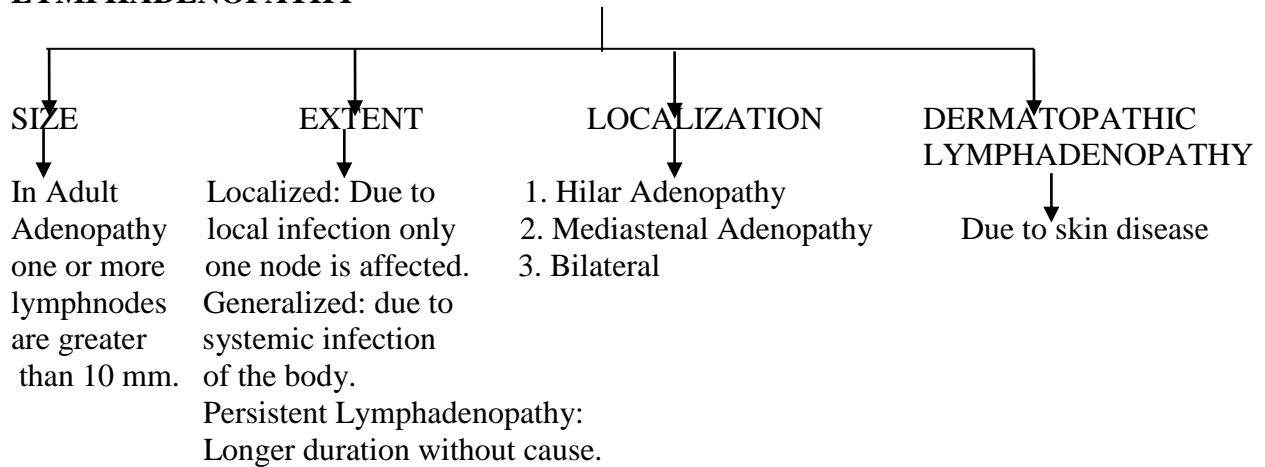 LYMPHADENOPATHY
SIZE
In Adult
Adenopathy
one or more
lymphnodes
are greater
than 10 mm.
EXTENT
Localized: Due to
local infection only
one node is affected.
Generalized: due to
systemic infection
of the body.
Persistent Lymphadenopathy:
Longer duration without cause.
LOCALIZATION
1. Hilar Adenopathy
2. Mediastenal Adenopathy
3. Bilateral
DERMATOPATHIC
LYMPHADENOPATHY
Due to skin disease